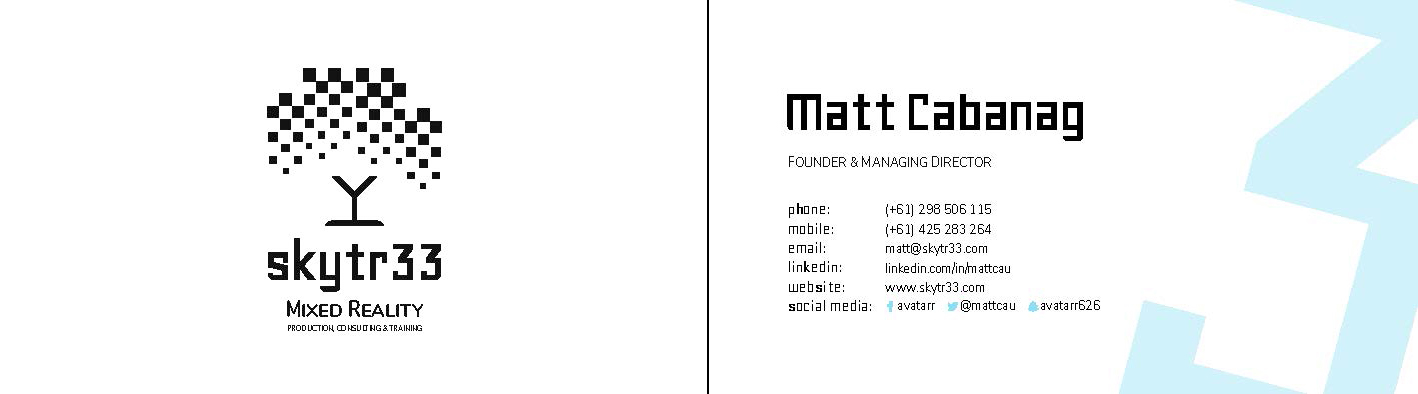 skytr33
MIXED REALITY
PRODUCTION, CONSULTING & TRAINING
Matt Cabanag
FOUNDER & MANAGING DIRECTOR
phone: (+61) 298 506 115
mobile: (+61) 425 283 264
email: matt@skytr33.com
linkedin: linkedin.com/in/mattcau
website: www.skytr33.com
social media: avatarr @mattcau avatarr626